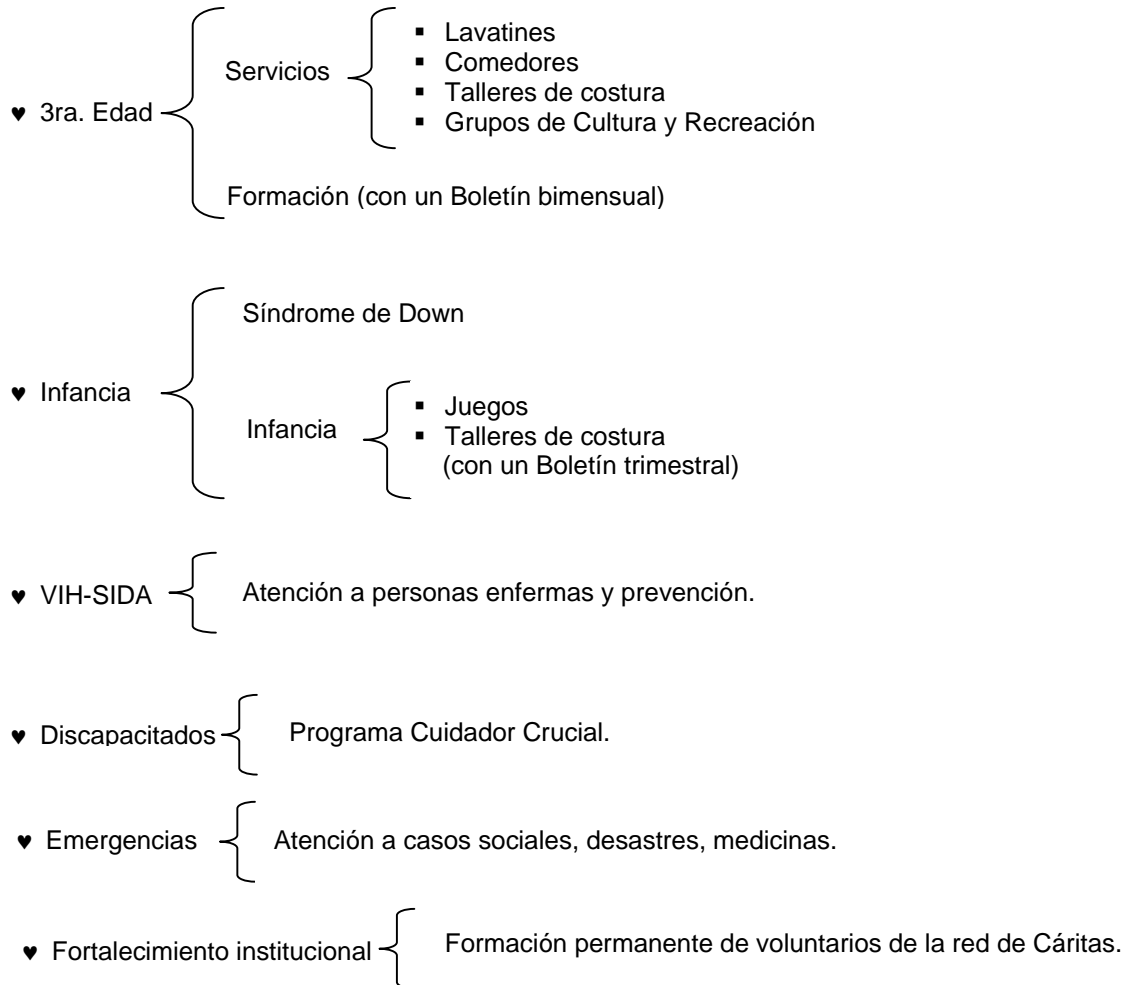 ♥ 3ra. Edad
Servicios
▪ Lavatines
▪ Comedores
▪ Talleres de costura
▪ Grupos de Cultura y Recreación
Formación (con un Boletín bimensual)
♥ Infancia
Síndrome de Down
Infancia
▪ Juegos
▪ Talleres de costura
(con un Boletín trimestral)
♥ VIH-SIDA
Atención a personas enfermas y prevención.
♥ Discapacitados
Programa Cuidador Crucial.
♥ Emergencias
Atención a casos sociales, desastres, medicinas.
♥ Fortalecimiento institucional
Formación permanente de voluntarios de la red de Cáritas.